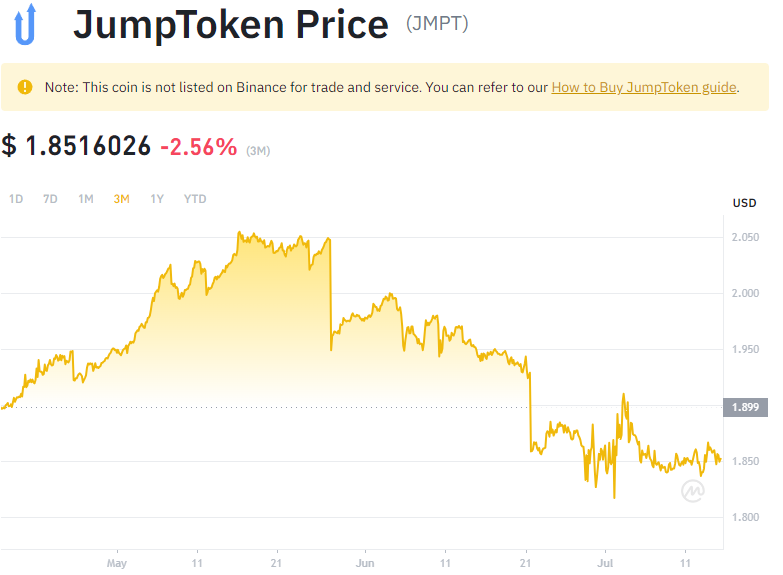 JumpToken Price (JMPT)
Note: This coin is not listed on Binance for trade and service. You can refer to our How to Buy JumpToken guide.
$ 1.8516026 -2.56% (3M)
1D 7D 1M 3M 1Y YTD
USD
2.050
2.000
1.950
1.899
1.850
1.800
May 11 21 Jun 11 21 Jul 11